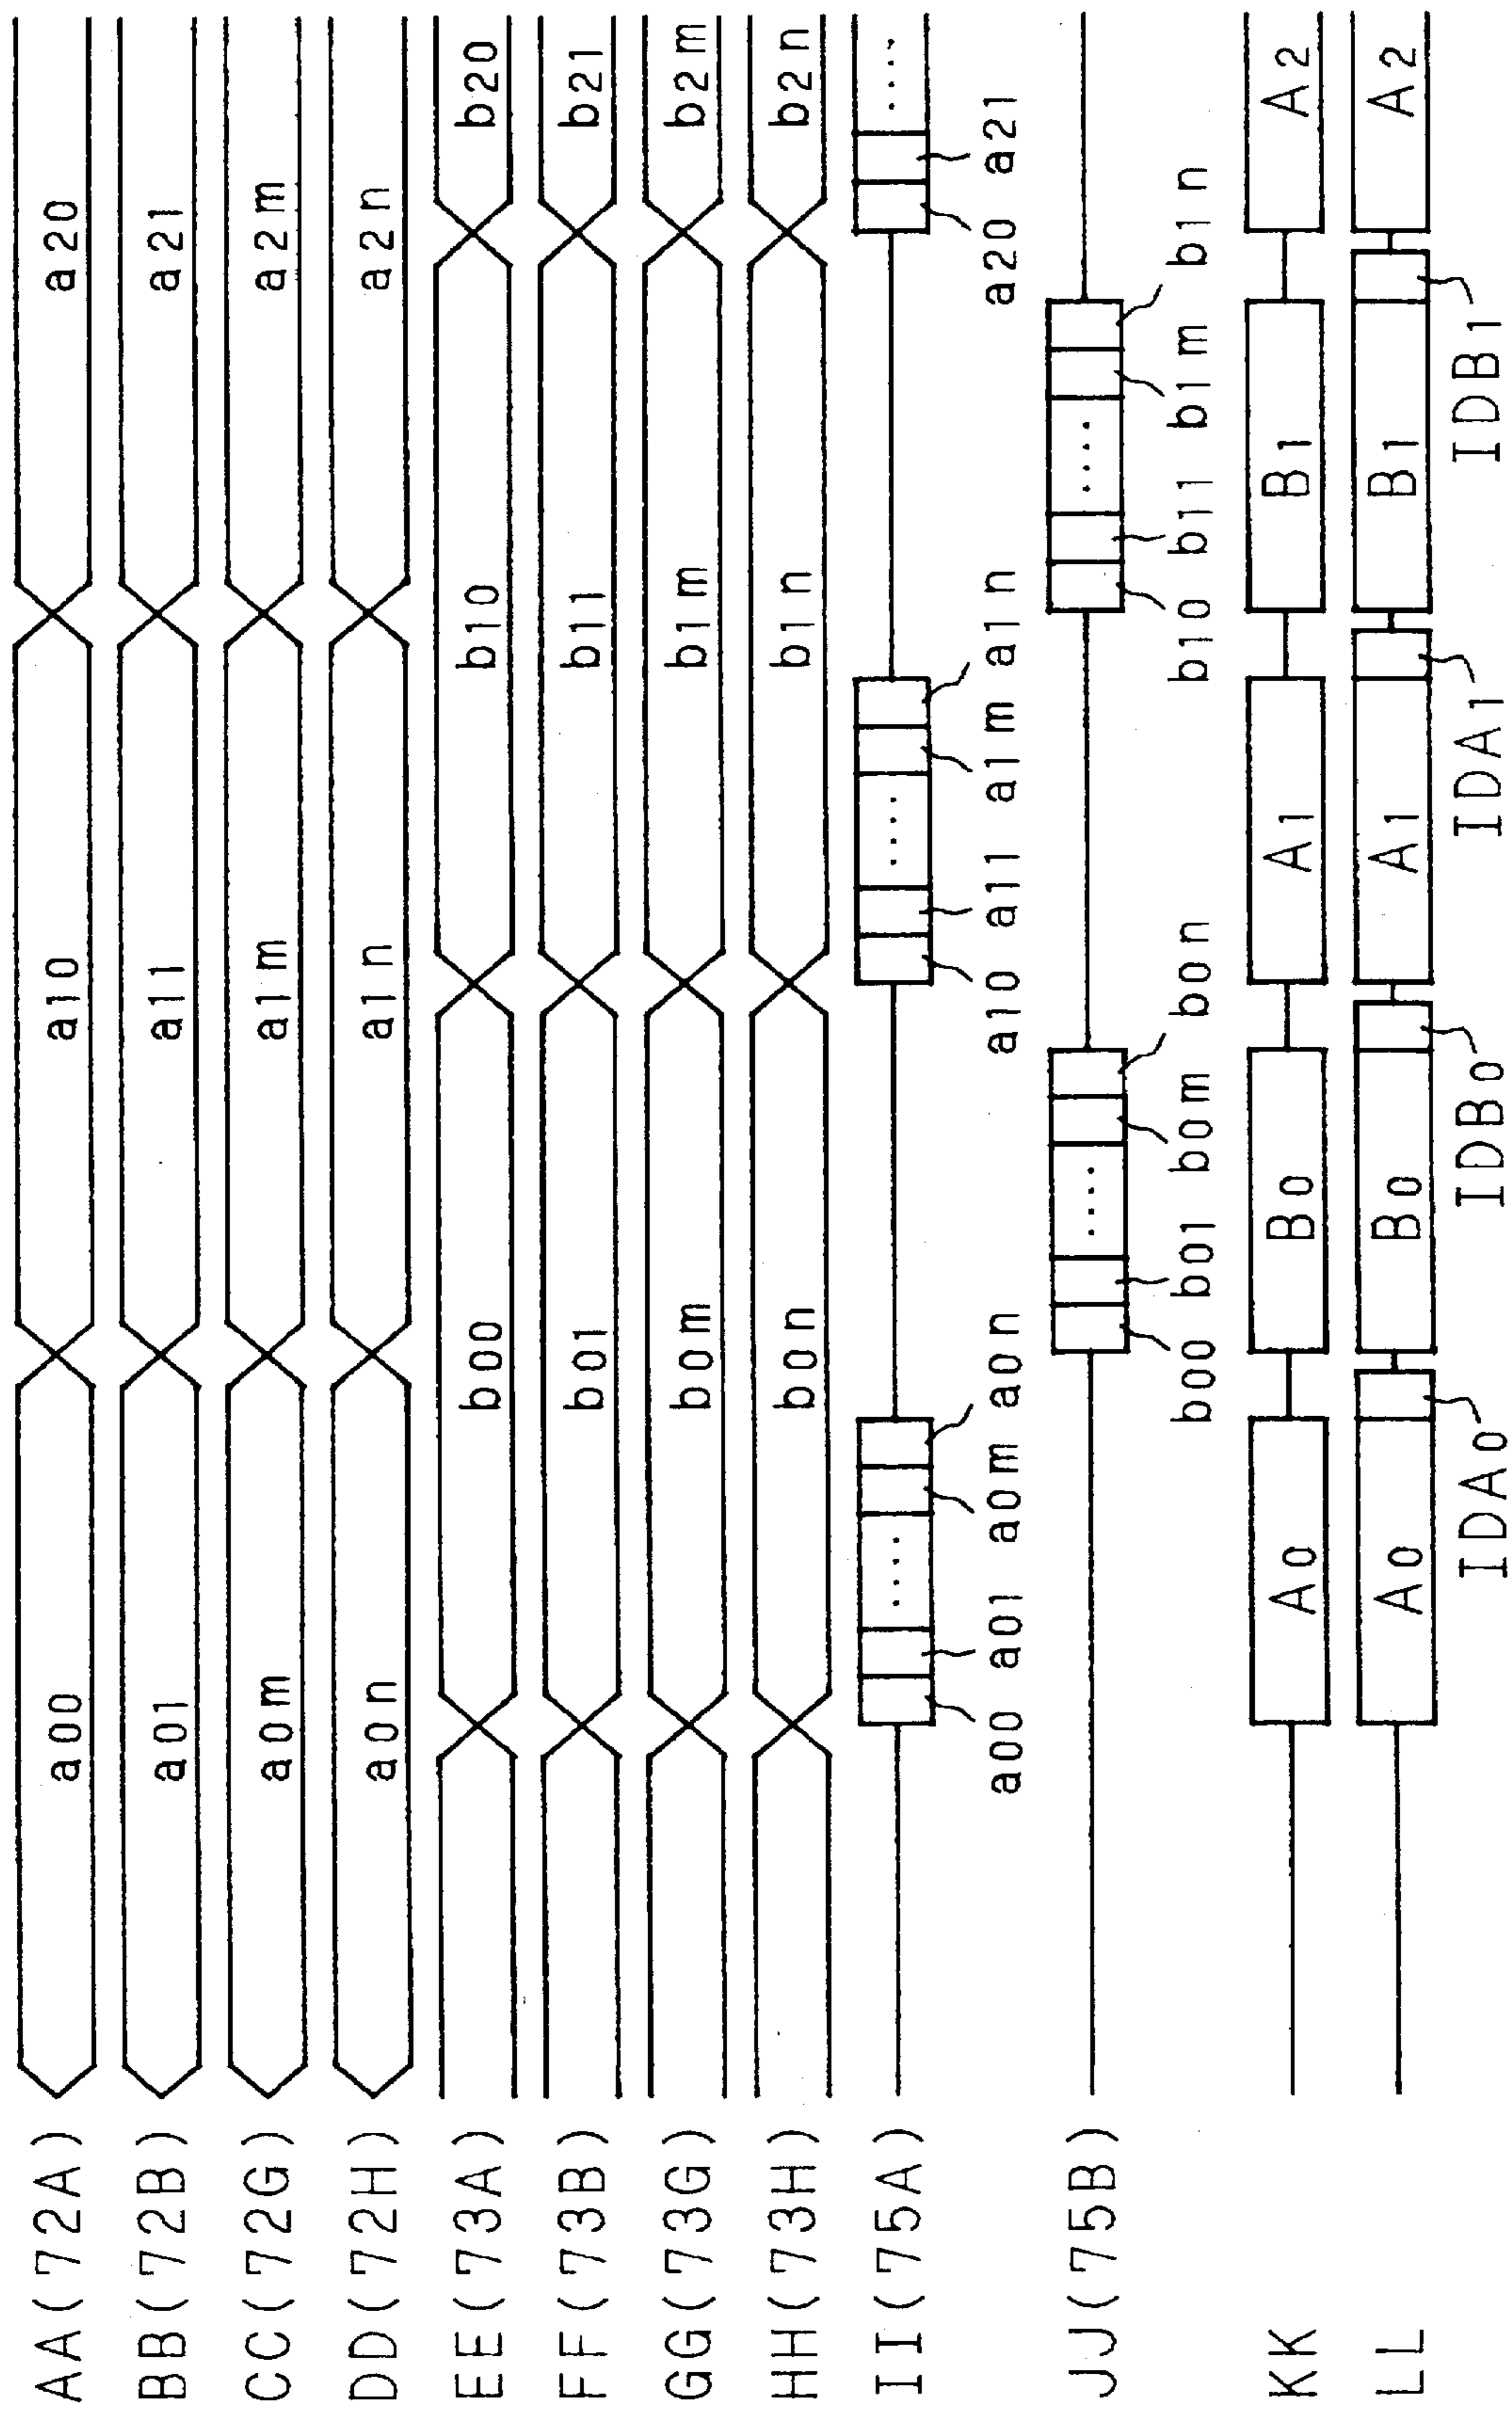 AA(72A) a00 a10 a20
BB(72B) a01 a11 a21
CC(72G) a0m a1m a2m
DD(72H) a0n a1n a2n
EE(73A) b00 b10 b20
FF(73B) b01 b11 b21
GG(73G) b0m b1m b2m
HH(73H) b0n b1n b2n
II(75A) ···· ···· ····
a00 a01 a0m a0n a10 a11 a1m a1n a20 a21
JJ(75B) ···· ····
b00 b01 b0m b0n b10 b11 b1m b1n
KK A0 B0 A1 B1 A2
LL A0 B0 A1 B1 A2
IDA0 IDB0 IDA1 IDB1